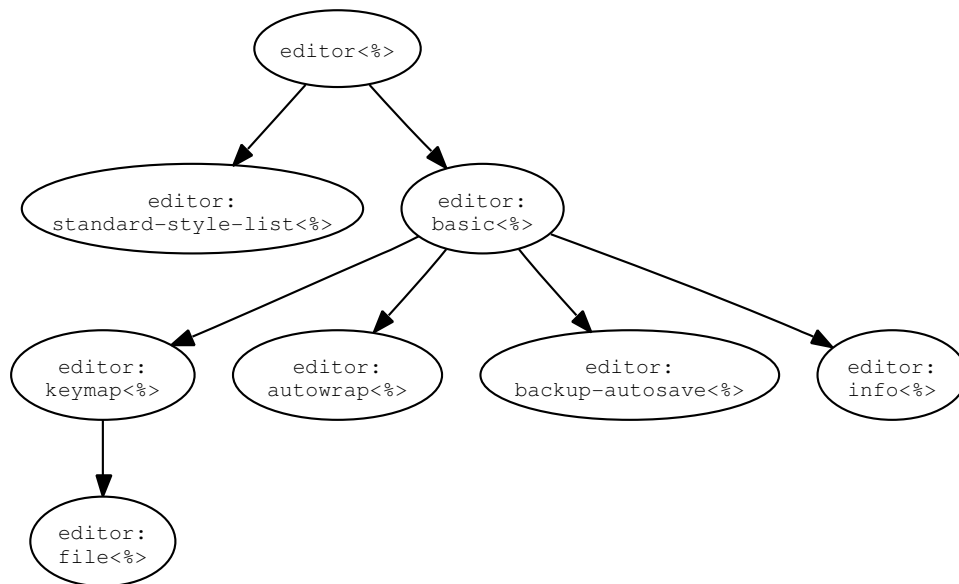 editor<%>
editor:
standard-style-list<%>
editor:
basic<%>
editor:
keymap<%>
editor:
autowrap<%>
editor:
backup-autosave<%>
editor:
info<%>
editor:
file<%>